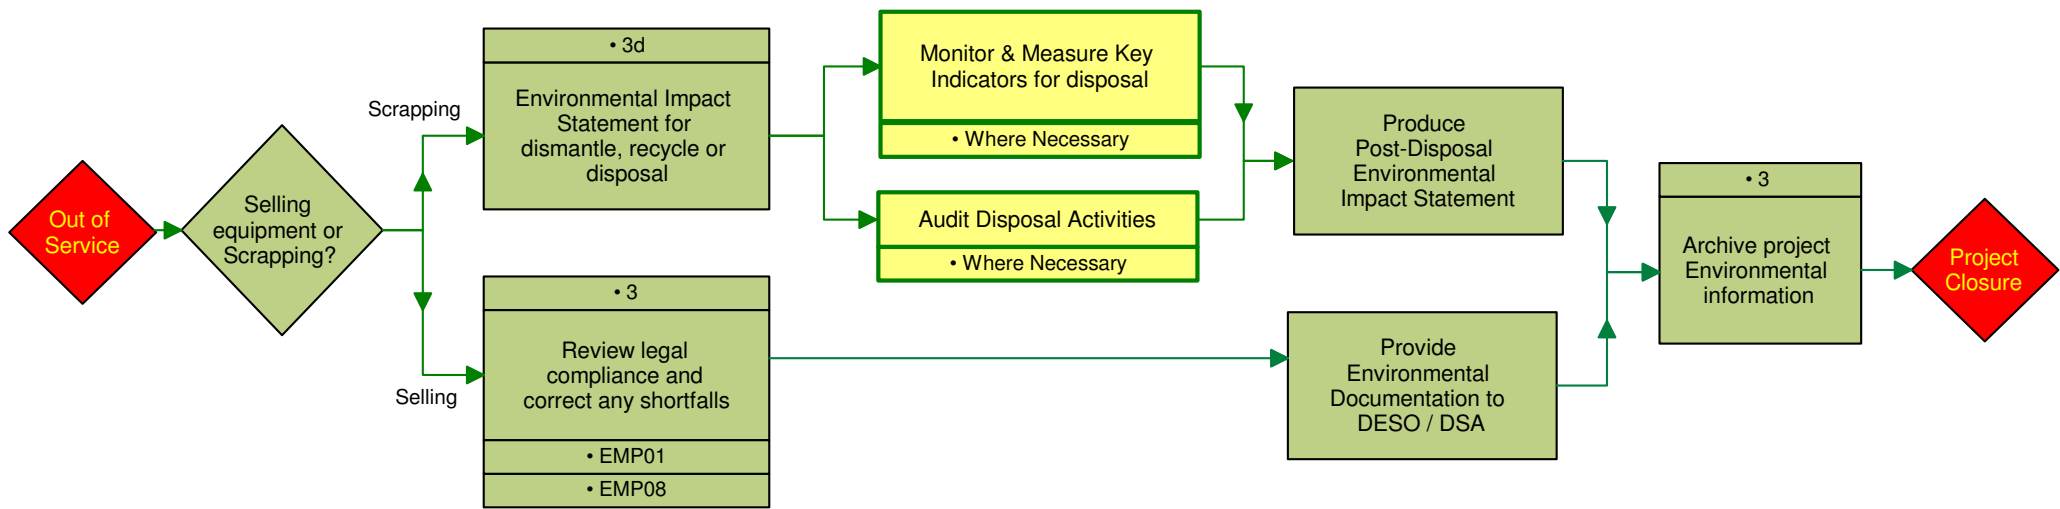 Out of
Service
Selling
equipment or
Scrapping?
Scrapping
Selling
• 3d
Environmental Impact
Statement for
dismantle, recycle or
disposal
• 3
Review legal
compliance and
correct any shortfalls
• EMP01
• EMP08
Monitor & Measure Key
Indicators for disposal
• Where Necessary
Audit Disposal Activities
• Where Necessary
Produce
Post-Disposal
Environmental
Impact Statement
Provide
Environmental
Documentation to
DESO / DSA
• 3
Archive project
Environmental
information
Project
Closure